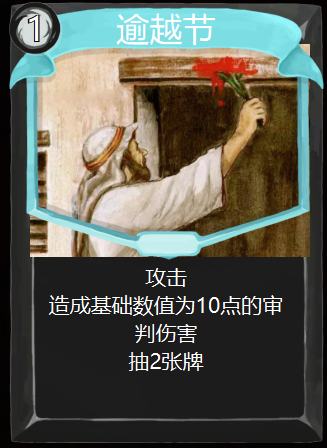 1
逾越节
攻击
造成基础数值为10点的审
判伤害
抽2张牌